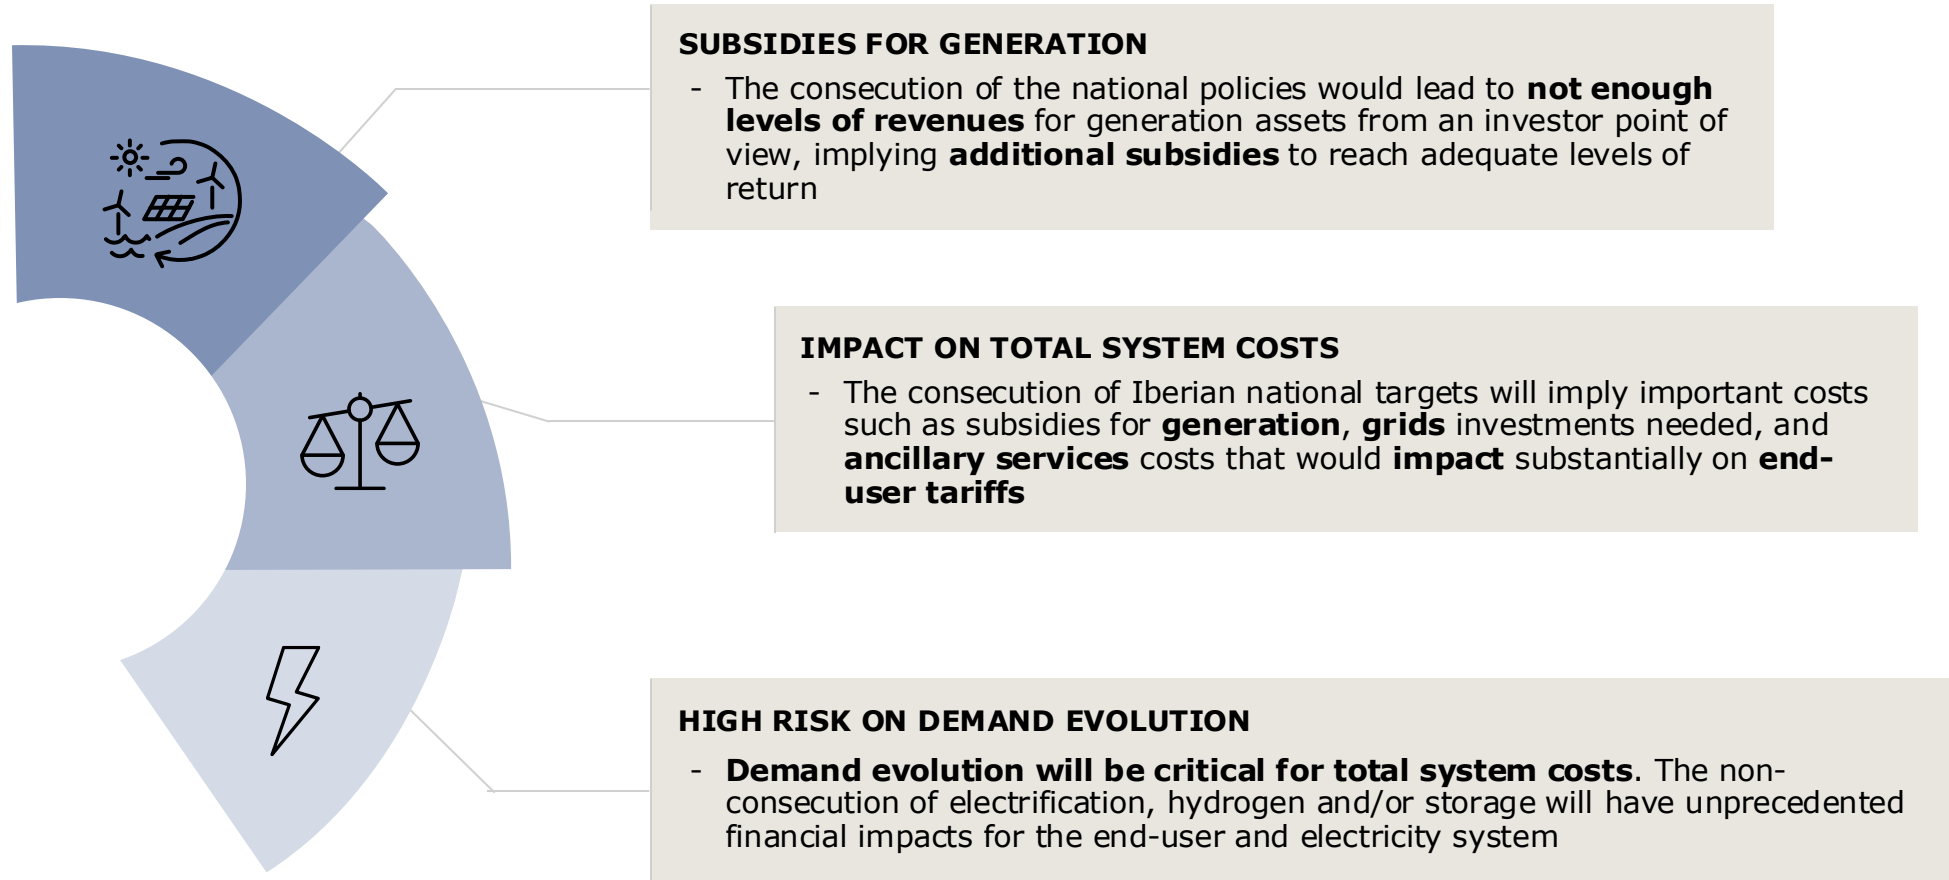 SUBSIDIES FOR GENERATION
- The consecution of the national policies would lead to not enough
levels of revenues for generation assets from an investor point of
view, implying additional subsidies to reach adequate levels of
return
IMPACT ON TOTAL SYSTEM COSTS
- The consecution of Iberian national targets will imply important costs
such as subsidies for generation, grids investments needed, and
ancillary services costs that would impact substantially on end-
user tariffs
HIGH RISK ON DEMAND EVOLUTION
- Demand evolution will be critical for total system costs. The non-
consecution of electrification, hydrogen and/or storage will have unprecedented
financial impacts for the end-user and electricity system